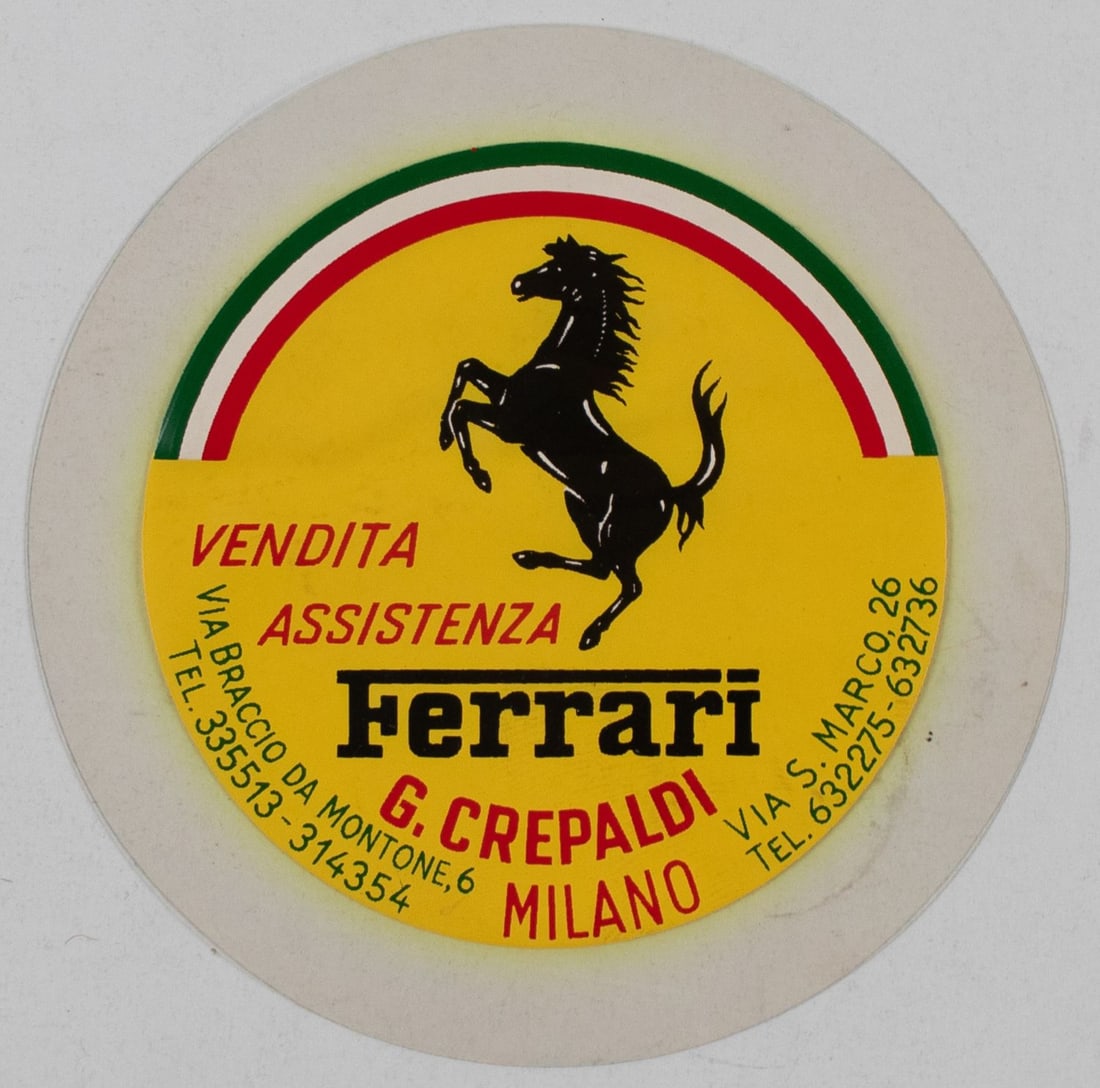 VENDITA
ASSISTENZA
Ferrari
G. CREPALDI
MILANO
VIA BRACCIO DA MONTONE, 6
TEL. 335513-314354
VIA S. MARCO, 26
TEL. 632275-632736